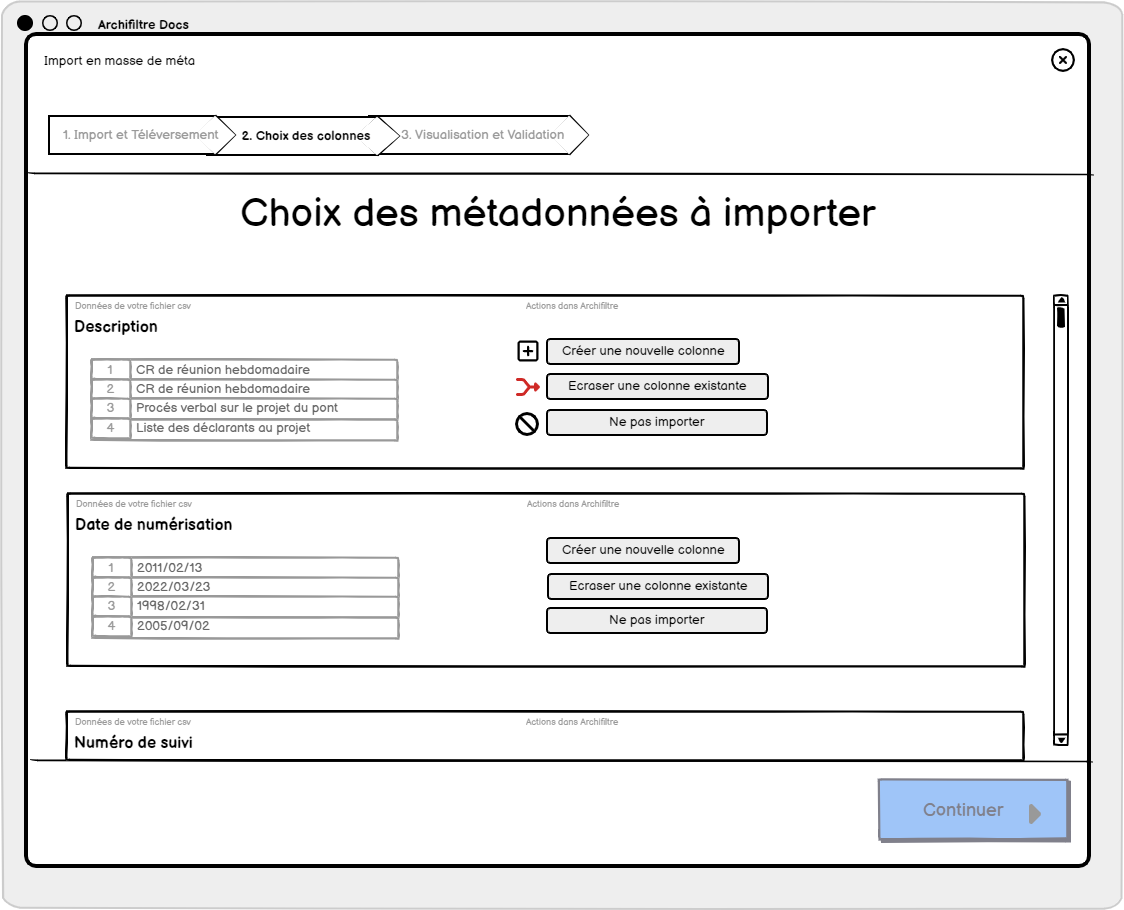 Archifiltre Docs
Import en masse de méta
1. Import et Téléversement
2. Choix des colonnes
3. Visualisation et Validation
Choix des métadonnées à importer
Données de votre fichier csv
Actions dans Archifiltre
Description
1 CR de réunion hebdomadaire
2 CR de réunion hebdomadaire
3 Procés verbal sur le projet du pont
4 Liste des déclarants au projet
Créer une nouvelle colonne
Ecraser une colonne existante
Ne pas importer
Données de votre fichier csv
Actions dans Archifiltre
Date de numérisation
1 2011/02/13
2 2022/03/23
3 1998/02/31
4 2005/09/02
Créer une nouvelle colonne
Ecraser une colonne existante
Ne pas importer
Données de votre fichier csv
Actions dans Archifiltre
Numéro de suivi
Continuer